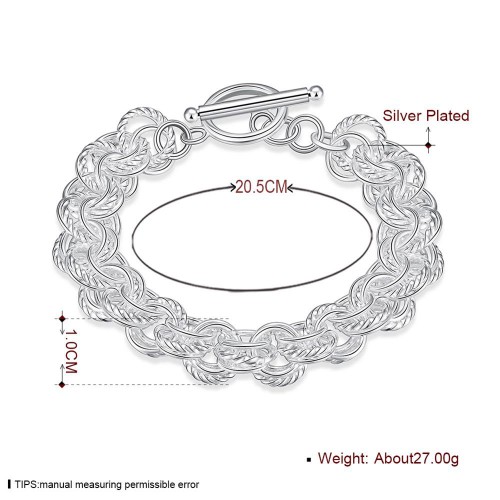 Silver Plated
20.5CM
1.0CM
Weight: About27.00g
TIPS:manual measuring permissible error